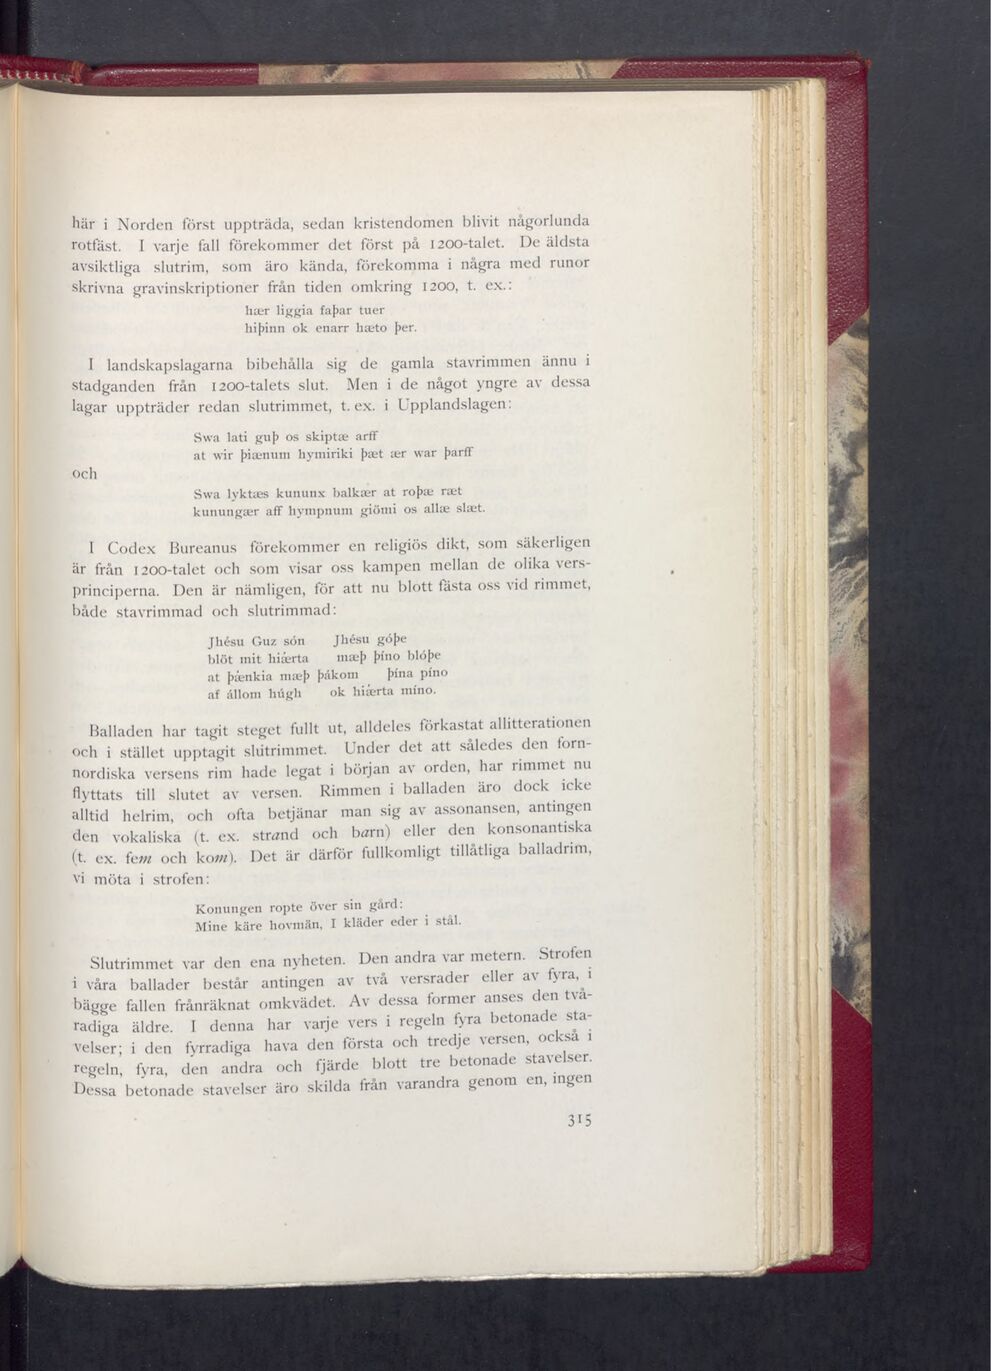 här i Norden först uppträda, sedan kristendomen blivit någorlunda
rotfäst. I varje fall förekommer det först på 1200-talet. De äldsta
avsiktliga slutrim, som äro kända, förekomma i några med runor
skrivna gravinskriptioner från tiden omkring 1200, t. ex.:
hær liggia faþar tuer
hiþinn ok enarr hæto þer.
I landskapslagarna bibehålla sig de gamla stavrimmen ännu i
stadganden från 1200-talets slut. Men i de något yngre av dessa
lagar uppträder redan slutrimmet, t. ex. i Upplandslagen:
Swa lati guþ os skiptæ arff
at wir þiænum hymiriki þæt ær war þarff
och
Swa lyktæs kununx balkær at roþæ ræt
kunungær aff hympnum giömi os allæ slæt.
I Codex Bureanus förekommer en religiös dikt, som säkerligen
är från 1200-talet och som visar oss kampen mellan de olika vers-
principerna. Den är nämligen, för att nu blott fästa oss vid rimmet,
både stavrimmad och slutrimmad:
Jhésu Guz són Jhésu góþe
blöt mit hiǽrta mæþ þíno blóþe
at þǽnkia mæþ þákom þína píno
af állom húgh ok hiǽrta míno.
Balladen har tagit steget fullt ut, alldeles förkastat allitterationen
och i stället upptagit slutrimmet. Under det att således den forn-
nordiska versens rim hade legat i början av orden, har rimmet nu
flyttats till slutet av versen. Rimmen i balladen äro dock icke
alltid helrim, och ofta betjänar man sig av assonansen, antingen
den vokaliska (t. ex. strand och barn) eller den konsonantiska
(t. ex. fem och kom). Det är därför fullkomligt tillåtliga balladrim,
vi möta i strofen:
Konungen ropte över sin gård:
Mine käre hovmän, I kläder eder i stål.
Slutrimmet var den ena nyheten. Den andra var metern. Strofen
i våra ballader består antingen av två versrader eller av fyra, i
bägge fallen frånräknat omkvädet. Av dessa former anses den två-
radiga äldre. I denna har varje vers i regeln fyra betonade sta-
velser; i den fyrradiga hava den första och tredje versen, också i
regeln, fyra, den andra och fjärde blott tre betonade stavelser.
Dessa betonade stavelser äro skilda från varandra genom en, ingen
315